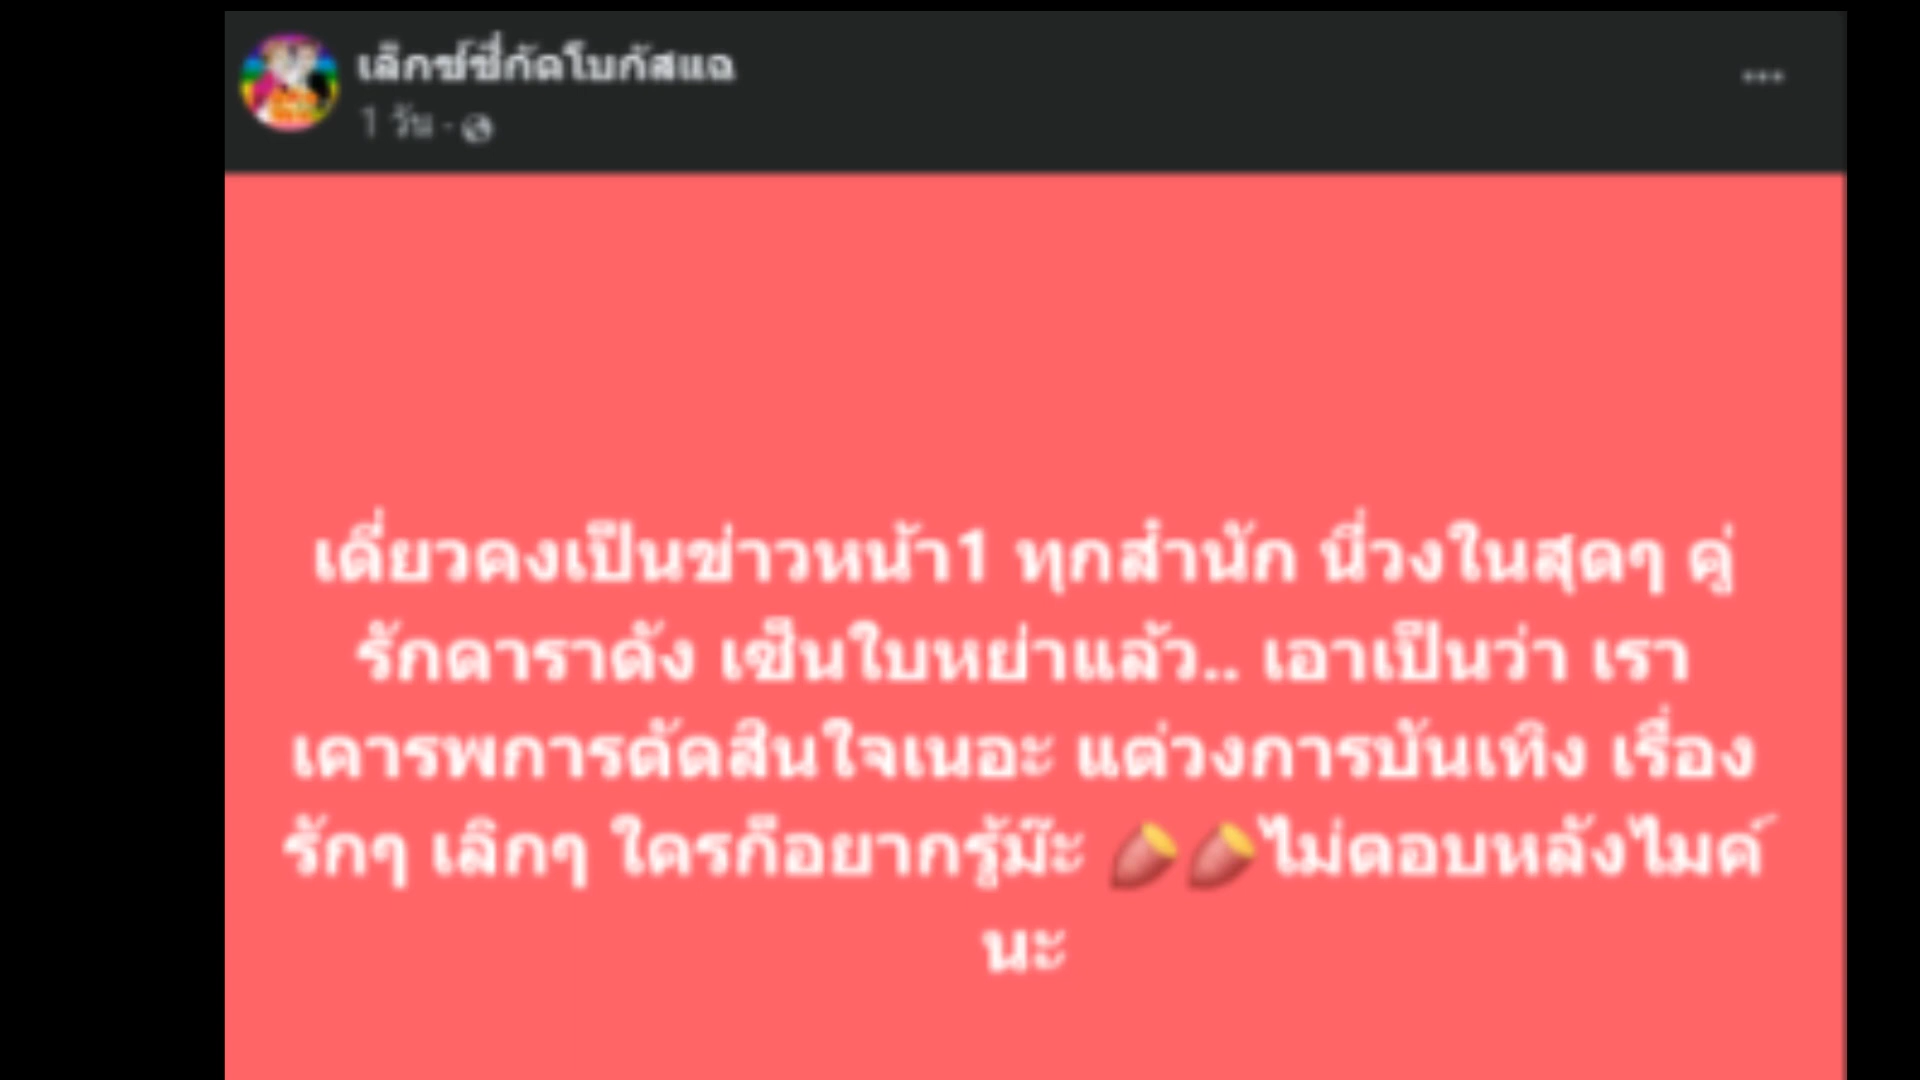 เล็กซ์ซี่กัดโบกัสแฉ
1 วัน ·
เดี่ยวคงเป็นข่าวหน้า1 ทุกสำนัก นี่วงในสุดๆ คู่
รักดาราดัง เซ็นใบหย่าแล้ว.. เอาเป็นว่า เรา
เคารพการตัดสินใจเนอะ แต่วงการบันเทิง เรื่อง
รักๆ เลิกๆ ใครก็อยากรู้ม๊ะ 🍠🍠ไม่ตอบหลังไมค์
นะ